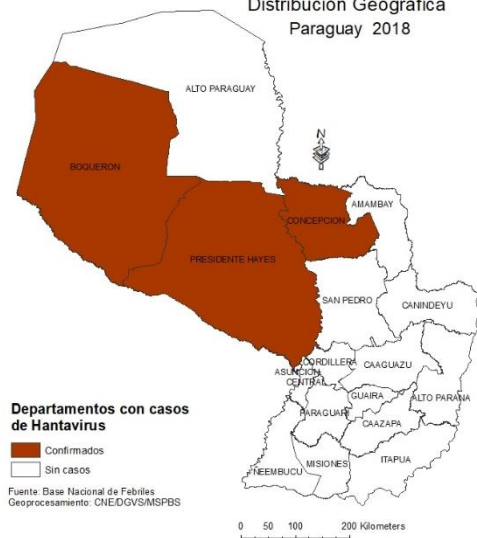 Distribución Geográfica
Paraguay 2018
ALTO PARAGUAY
N
BOQUERON
AMAMBAY
CONCEPCION
PRESIDENTE HAYES
SAN PEDRO
CANINDEYU
CORDILLERA
CAAGUAZU
ASUNCION
CENTRAL
GUAIRA
ALTO PARANA
PARAGUARI
CAAZAPA
ITAPUA
MISIONES
ÑEEMBUCU
Departamentos con casos
de Hantavirus
Confirmados
Sin casos
Fuente: Base Nacional de Febriles
Geoprocesamiento: CNE/DGVS/MSPBS
0 50 100 200 Kilometers